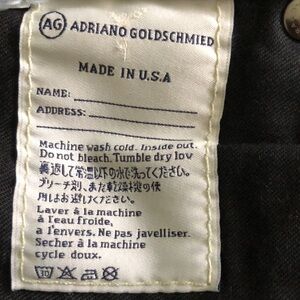 AG ADRIANO GOLDSCHMIED
MADE IN U.S.A
NAME:
ADDRESS:
Machine wash cold. Inside out.
Do not bleach. Tumble dry low
裏返して常温以下の水で洗ってください。
ブリーチ剤、また乾燥機の使
用はお避けください。
Laver à la machine
à l'eau froide,
à l'envers. Ne pas javelliser.
Secher à la machine
cycle doux.